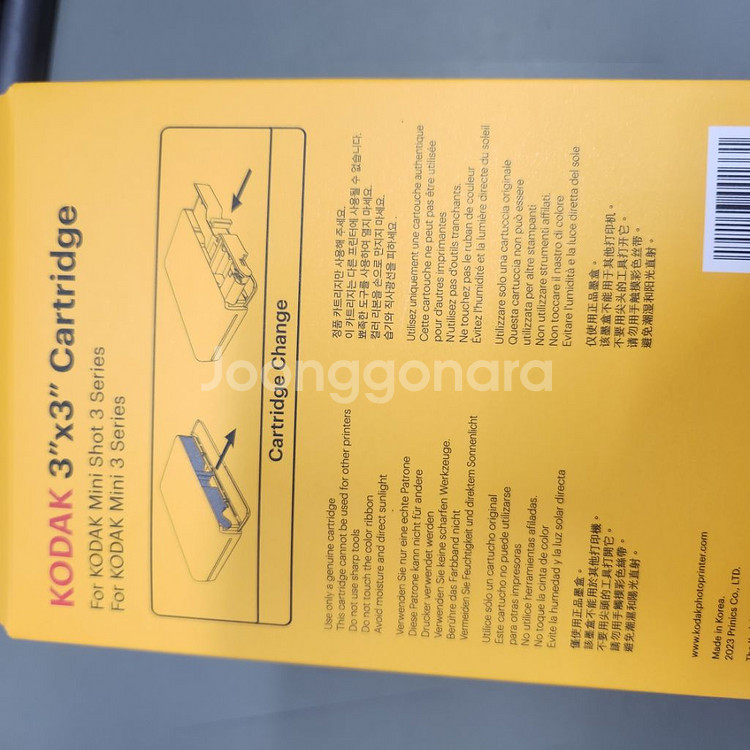 KODAK 3"x3" Cartridge
For KODAK Mini Shot 3 Series
For KODAK Mini 3 Series
Cartridge Change
Use only a genuine cartridge
This cartridge cannot be used for other printers
Do not use sharp tools
Do not touch the color ribbon
Avoid moisture and direct sunlight
정품 카트리지만 사용해 주세요.
이 카트리지는 다른 프린터에 사용될 수 없습니다.
뾰족한 도구를 사용하여 열지 마세요.
컬러 리본을 손으로 만지지 마세요.
습기와 직사광선을 피하세요.
Verwenden Sie nur eine echte Patrone
Diese Patrone kann nicht für andere
Drucker verwendet werden
Verwenden Sie keine scharfen Werkzeuge.
Berühre das Farbband nicht
Vermeiden Sie Feuchtigkeit und direktem Sonnenlicht
Utilisez uniquement une cartouche authentique
Cette cartouche ne peut pas être utilisée
pour d'autres imprimantes
N'utilisez pas d'outils tranchants.
Ne touchez pas le ruban de couleur
Évitez l'humidité et la lumière directe du soleil
Utilice sólo un cartucho original
Este cartucho no puede utilizarse
para otras impresoras
No utilice herramientas afiladas.
No toque la cinta de color
Evite la humedad y la luz solar directa
Utilizzare solo una cartuccia originale
Questa cartuccia non può essere
utilizzata per altre stampanti
Non utilizzare strumenti affilati.
Non toccare il nastro di colore
Evitare l'umidità e la luce diretta del sole
僅使用正品墨盒。
該墨盒不能用於其他打印機。
不要用尖頭的工具打開它。
請勿用手觸摸彩色絲帶。
避免潮濕和陽光直射。
仅使用正品墨盒。
该墨盒不能用于其他打印机。
不要用尖头的工具打开它。
请勿用手触摸彩色丝带。
避免潮湿和阳光直射。
www.kodakphotoprinter.com
Made in Korea.
2023 Prinics Co., LTD.
Joonggonara